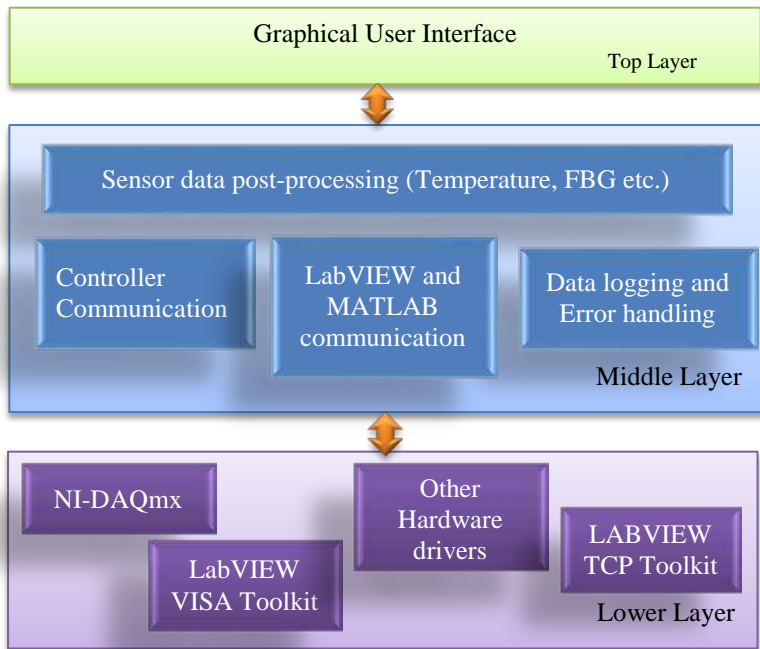 Graphical User Interface
Top Layer
Sensor data post-processing (Temperature, FBG etc.)
Controller
Communication
LabVIEW and
MATLAB
communication
Data logging and
Error handling
Middle Layer
NI-DAQmx
LabVIEW
VISA Toolkit
Other
Hardware
drivers
LABVIEW
TCP Toolkit
Lower Layer